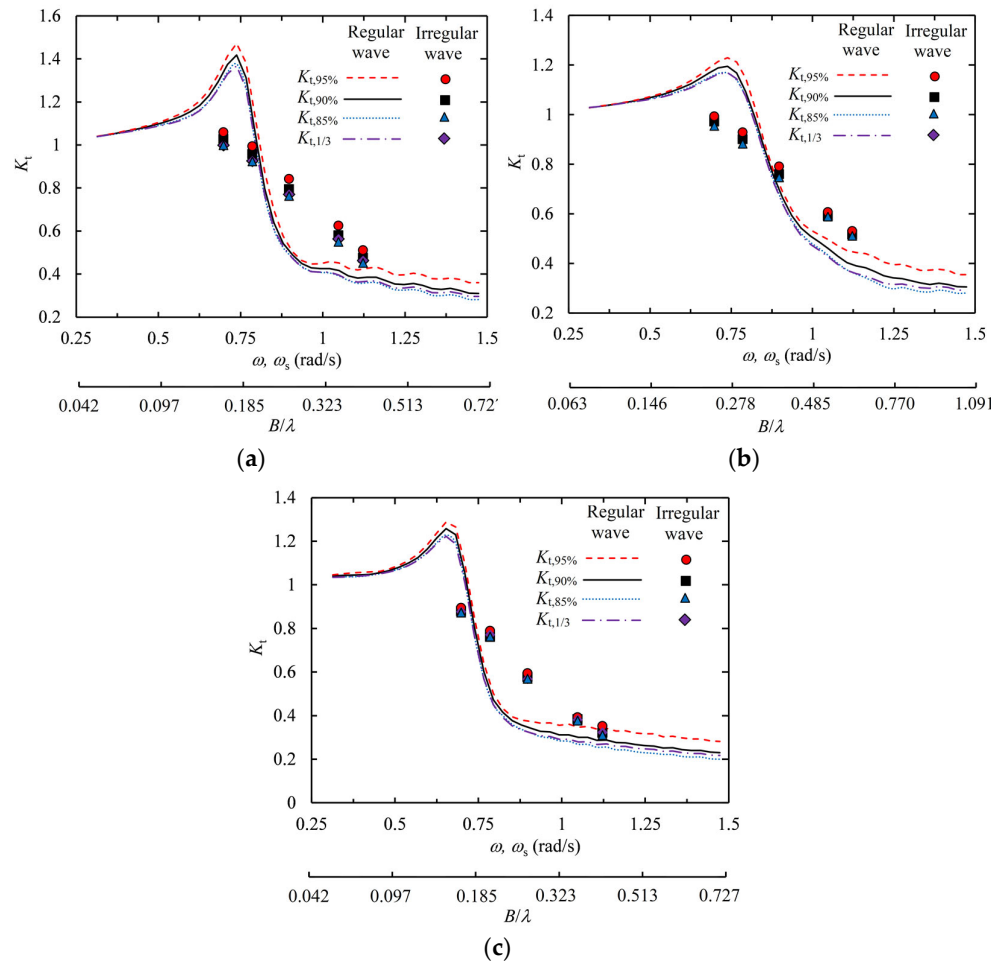 1.6
1.4
1.2
1
0.8
0.6
0.4
0.2
Kt
Regular wave
Irregular wave
Kt,95%
Kt,90%
Kt,85%
Kt,1/3
0.25 0.5 0.75 1 1.25 1.5
ω, ωs (rad/s)
0.042 0.097 0.185 0.323 0.513 0.727
B/λ
(a)
1.4
1.2
1
0.8
0.6
0.4
0.2
Kt
Regular wave
Irregular wave
Kt,95%
Kt,90%
Kt,85%
Kt,1/3
0.25 0.5 0.75 1 1.25 1.5
ω, ωs (rad/s)
0.063 0.146 0.278 0.485 0.770 1.091
B/λ
(b)
1.4
1.2
1
0.8
0.6
0.4
0.2
0
Kt
Regular wave
Irregular wave
Kt,95%
Kt,90%
Kt,85%
Kt,1/3
0.25 0.5 0.75 1 1.25 1.5
ω, ωs (rad/s)
0.042 0.097 0.185 0.323 0.513 0.727
B/λ
(c)